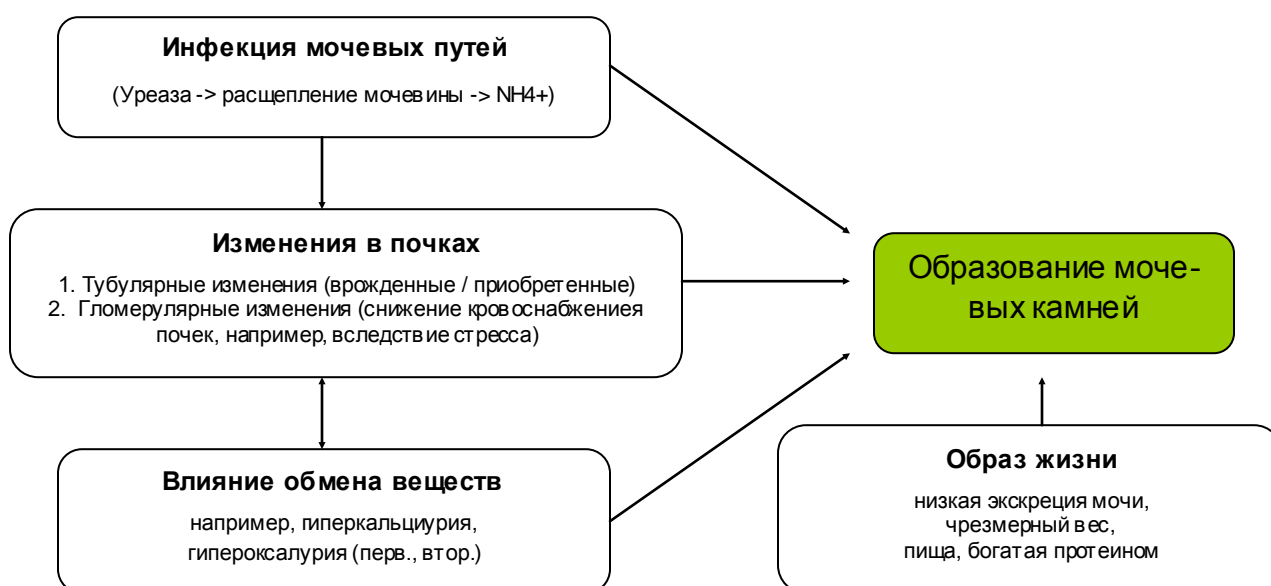 Инфекция мочевых путей
(Уреаза -> расщепление мочевины -> NH4+)
Изменения в почках
1. Тубулярные изменения (врожденные / приобретенные)
2. Гломерулярные изменения (снижение кровоснабжениея
почек, например, вследствие стресса)
Образование моче-
вых камней
Влияние обмена веществ
например, гиперкальциурия,
гипероксалурия (перв., втор.)
Образ жизни
низкая экскреция мочи,
чрезмерный вес,
пища, богатая протеином